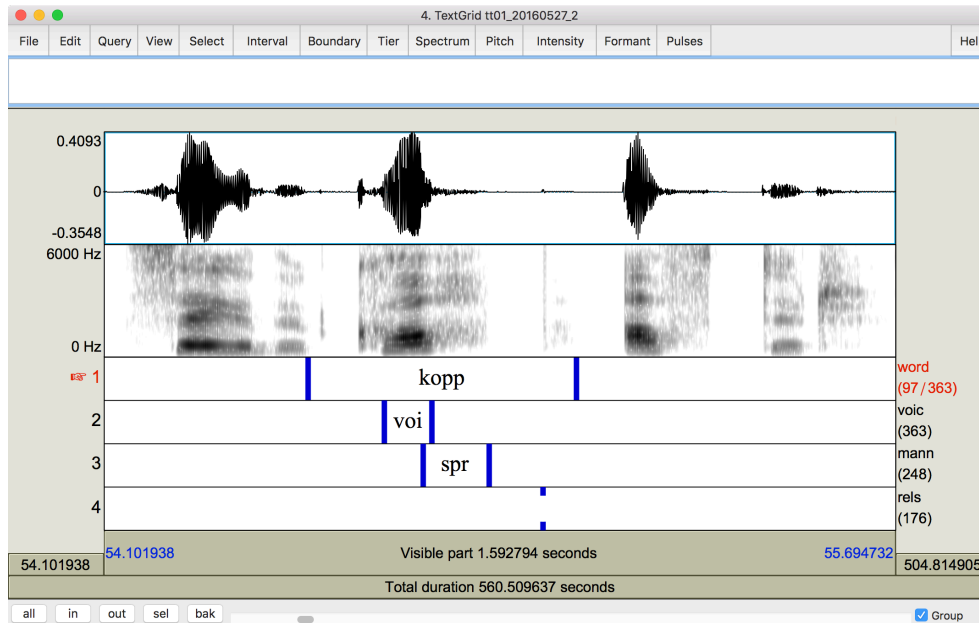 4. TextGrid tt01_20160527_2
File Edit Query View Select Interval Boundary Tier Spectrum Pitch Intensity Formant Pulses Hel
0.4093
0
-0.3548
6000 Hz
0 Hz
1 kopp word
(97/363)
2 voi voic
(363)
3 spr mann
(248)
4 rels
(176)
54.101938 Visible part 1.592794 seconds 55.694732
54.101938 504.814905
Total duration 560.509637 seconds
all in out sel bak Group